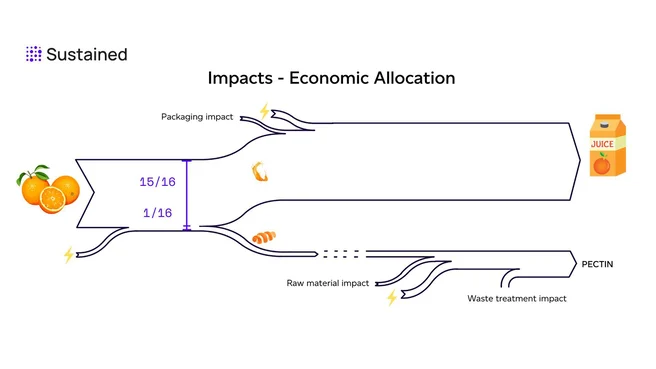 Sustained
Impacts - Economic Allocation
Packaging impact
JUICE
15/16
1/16
PECTIN
Raw material impact
Waste treatment impact